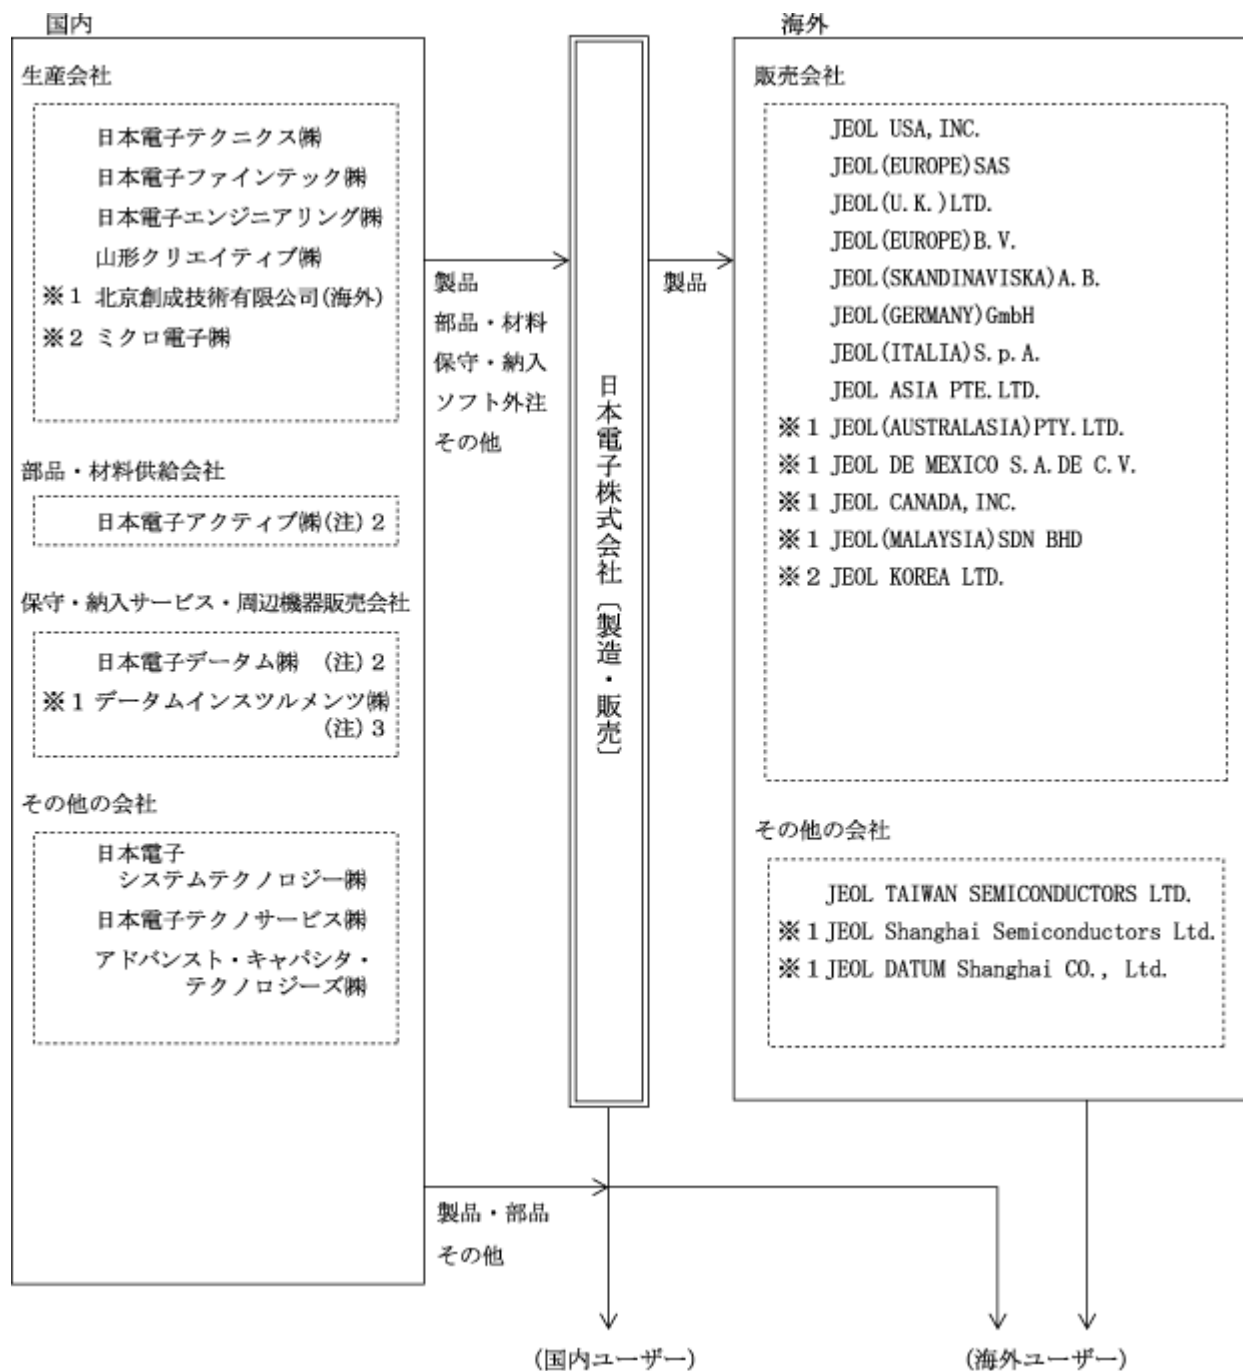 国内
生産会社
日本電子テクニクス㈱
日本電子ファインテック㈱
日本電子エンジニアリング㈱
山形クリエイティブ㈱
※1 北京創成技術有限公司(海外)
※2 ミクロ電子㈱
部品・材料供給会社
日本電子アクティブ㈱(注)2
保守・納入サービス・周辺機器販売会社
日本電子データム㈱ (注)2
※1 データムインスツルメンツ㈱
(注)3
その他の会社
日本電子
システムテクノロジー㈱
日本電子テクノサービス㈱
アドバンスト・キャパシタ・
テクノロジーズ㈱
製品
部品・材料
保守・納入
ソフト外注
その他
日本電子株式会社〔製造・販売〕
製品
海外
販売会社
JEOL USA,INC.
JEOL(EUROPE)SAS
JEOL(U.K.)LTD.
JEOL(EUROPE)B.V.
JEOL(SKANDINAVISKA)A.B.
JEOL(GERMANY)GmbH
JEOL(ITALIA)S.p.A.
JEOL ASIA PTE.LTD.
※1 JEOL(AUSTRALASIA)PTY.LTD.
※1 JEOL DE MEXICO S.A.DE C.V.
※1 JEOL CANADA,INC.
※1 JEOL(MALAYSIA)SDN BHD
※2 JEOL KOREA LTD.
その他の会社
JEOL TAIWAN SEMICONDUCTORS LTD.
※1 JEOL Shanghai Semiconductors Ltd.
※1 JEOL DATUM Shanghai CO., Ltd.
製品・部品
その他
(国内ユーザー)
(海外ユーザー)